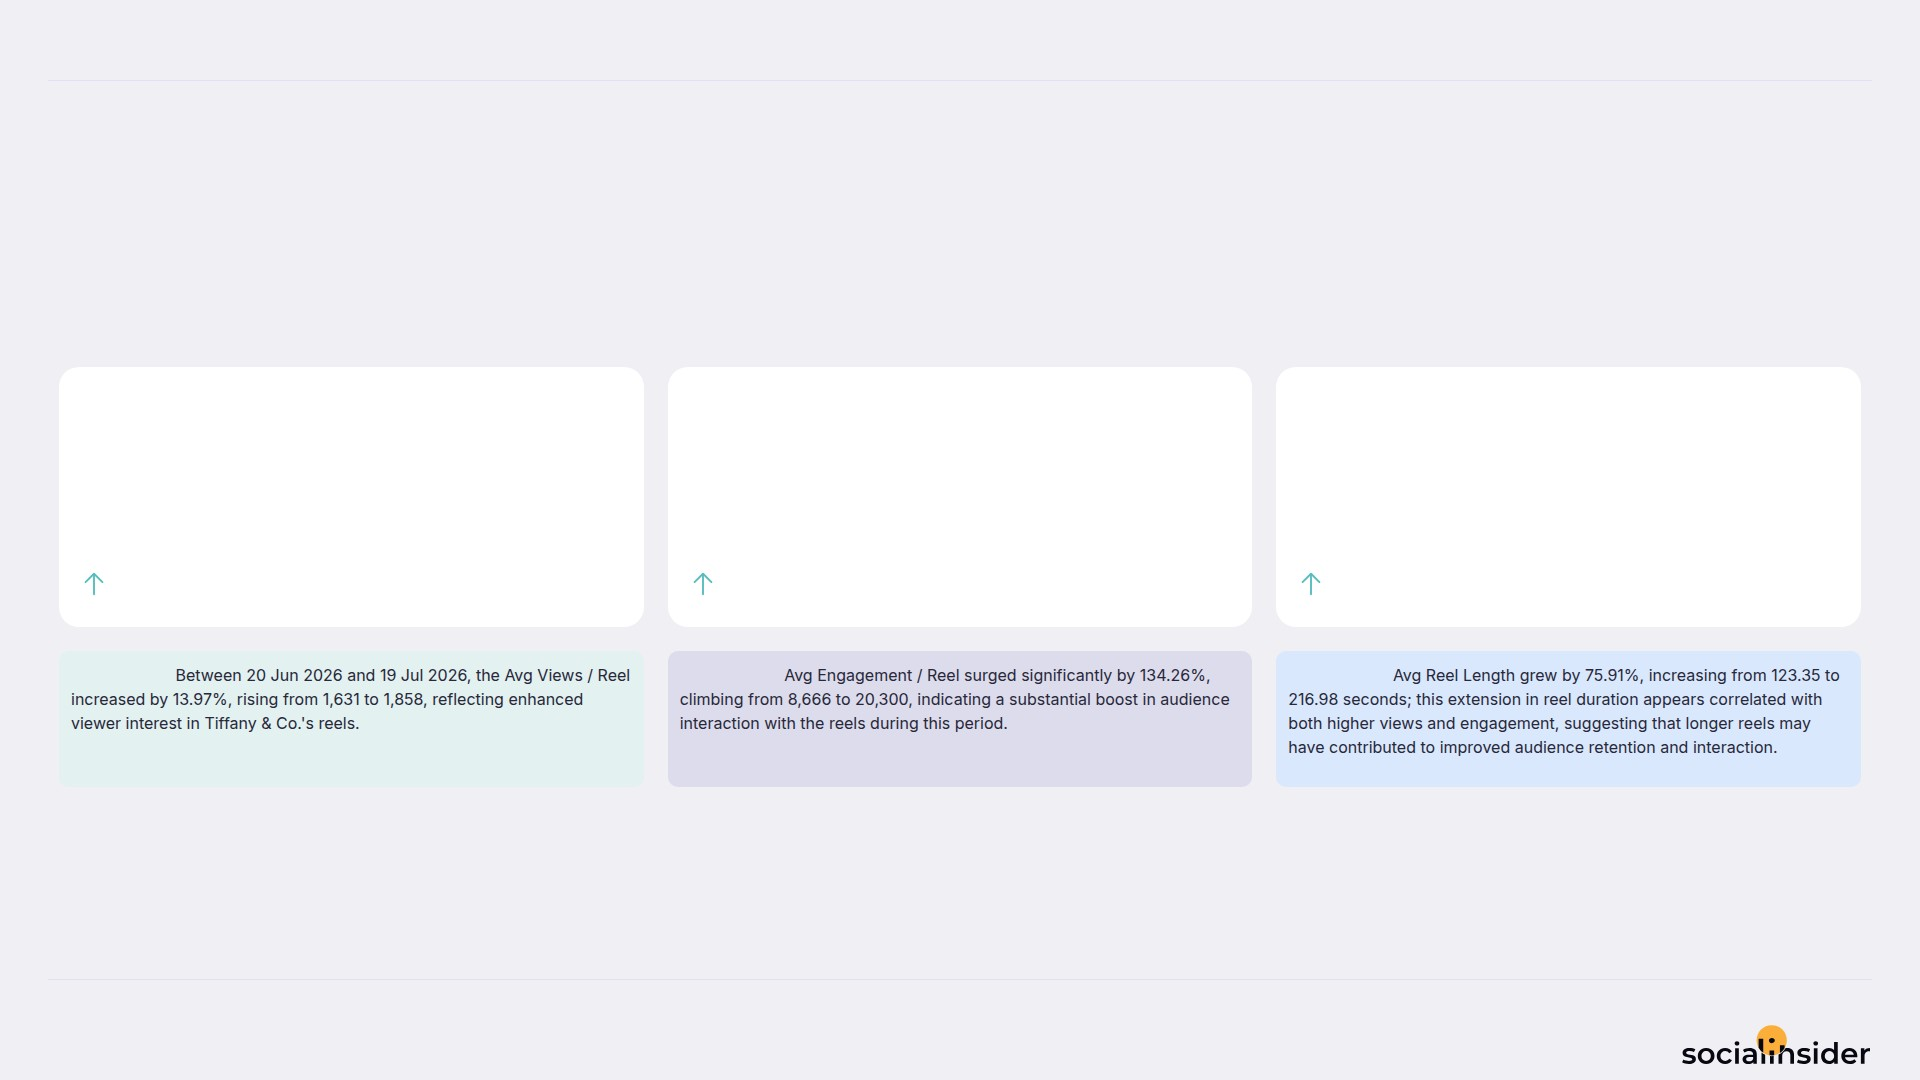 Between 20 Jun 2026 and 19 Jul 2026, the Avg Views / Reel
increased by 13.97%, rising from 1,631 to 1,858, reflecting enhanced
viewer interest in Tiffany & Co.'s reels.
Avg Engagement / Reel surged significantly by 134.26%,
climbing from 8,666 to 20,300, indicating a substantial boost in audience
interaction with the reels during this period.
Avg Reel Length grew by 75.91%, increasing from 123.35 to
216.98 seconds; this extension in reel duration appears correlated with
both higher views and engagement, suggesting that longer reels may
have contributed to improved audience retention and interaction.
socialinsider